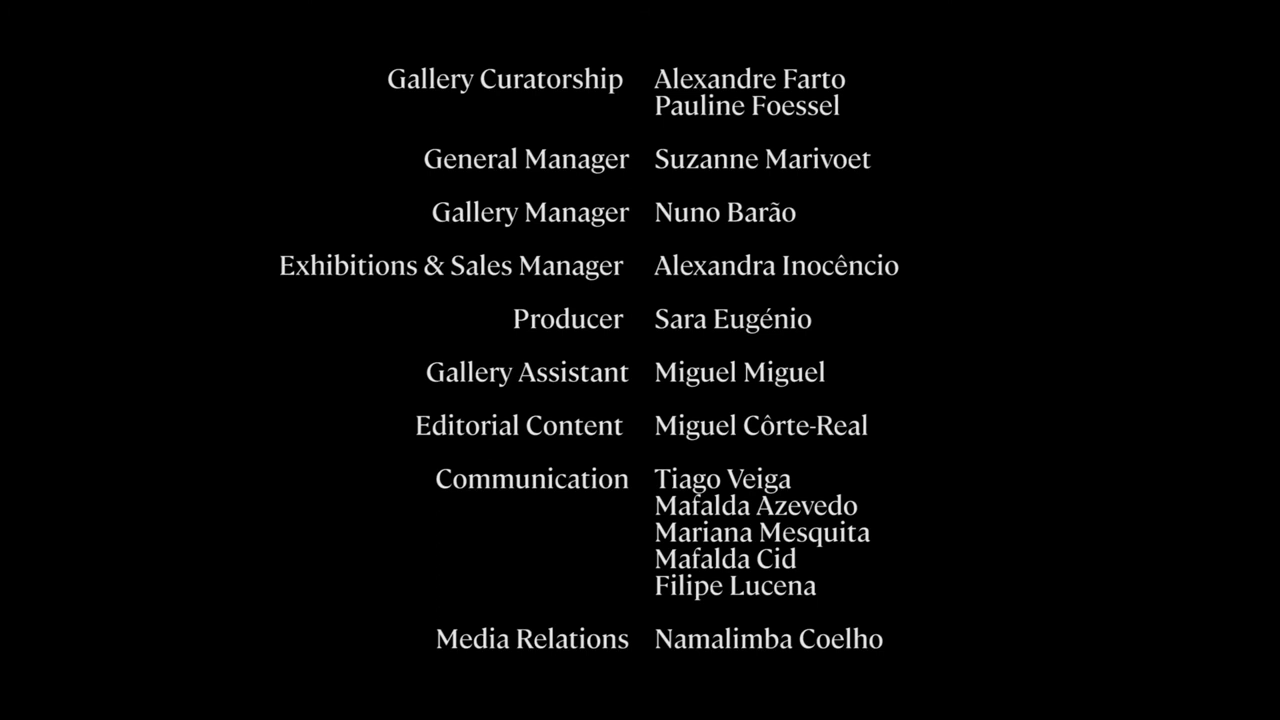 Gallery Curatorship Alexandre Farto
Pauline Foessel
General Manager Suzanne Marivoet
Gallery Manager Nuno Barão
Exhibitions & Sales Manager Alexandra Inocêncio
Producer Sara Eugénio
Gallery Assistant Miguel Miguel
Editorial Content Miguel Côrte-Real
Communication Tiago Veiga
Mafalda Azevedo
Mariana Mesquita
Mafalda Cid
Filipe Lucena
Media Relations Namalimba Coelho